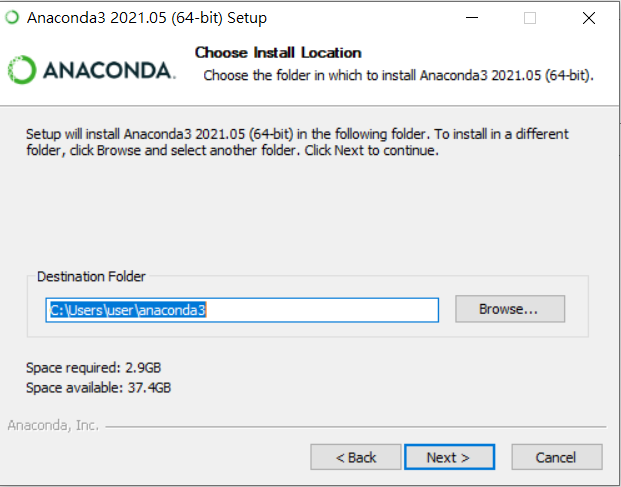 Anaconda3 2021.05 (64-bit) Setup
ANACONDA.
Choose Install Location
Choose the folder in which to install Anaconda3 2021.05 (64-bit).
Setup will install Anaconda3 2021.05 (64-bit) in the following folder. To install in a different
folder, click Browse and select another folder. Click Next to continue.
Destination Folder
C:\Users\user\anaconda3
Browse...
Space required: 2.9GB
Space available: 37.4GB
Anaconda, Inc.
< Back
Next >
Cancel